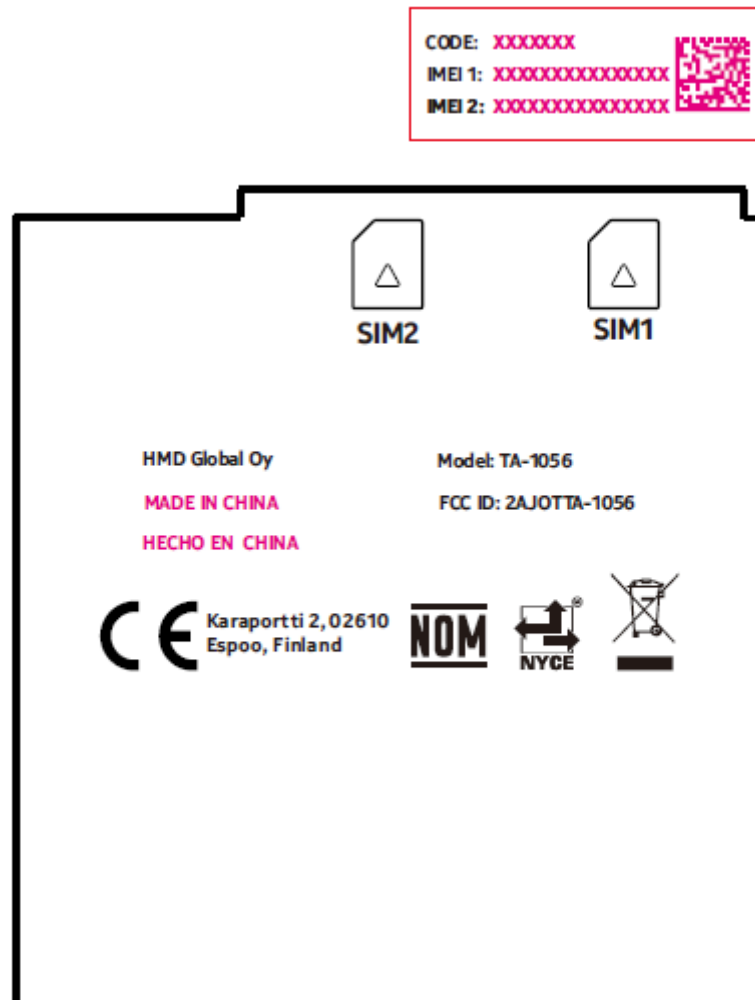 CODE: XXXXXXX
IMEI 1: XXXXXXXXXXXXXXX
IMEI 2: XXXXXXXXXXXXXXX
SIM2 SIM1
HMD Global Oy Model: TA-1056
MADE IN CHINA FCC ID: 2AJOTTA-1056
HECHO EN CHINA
CE Karaportti 2, 02610
Espoo, Finland
NOM
NYCE